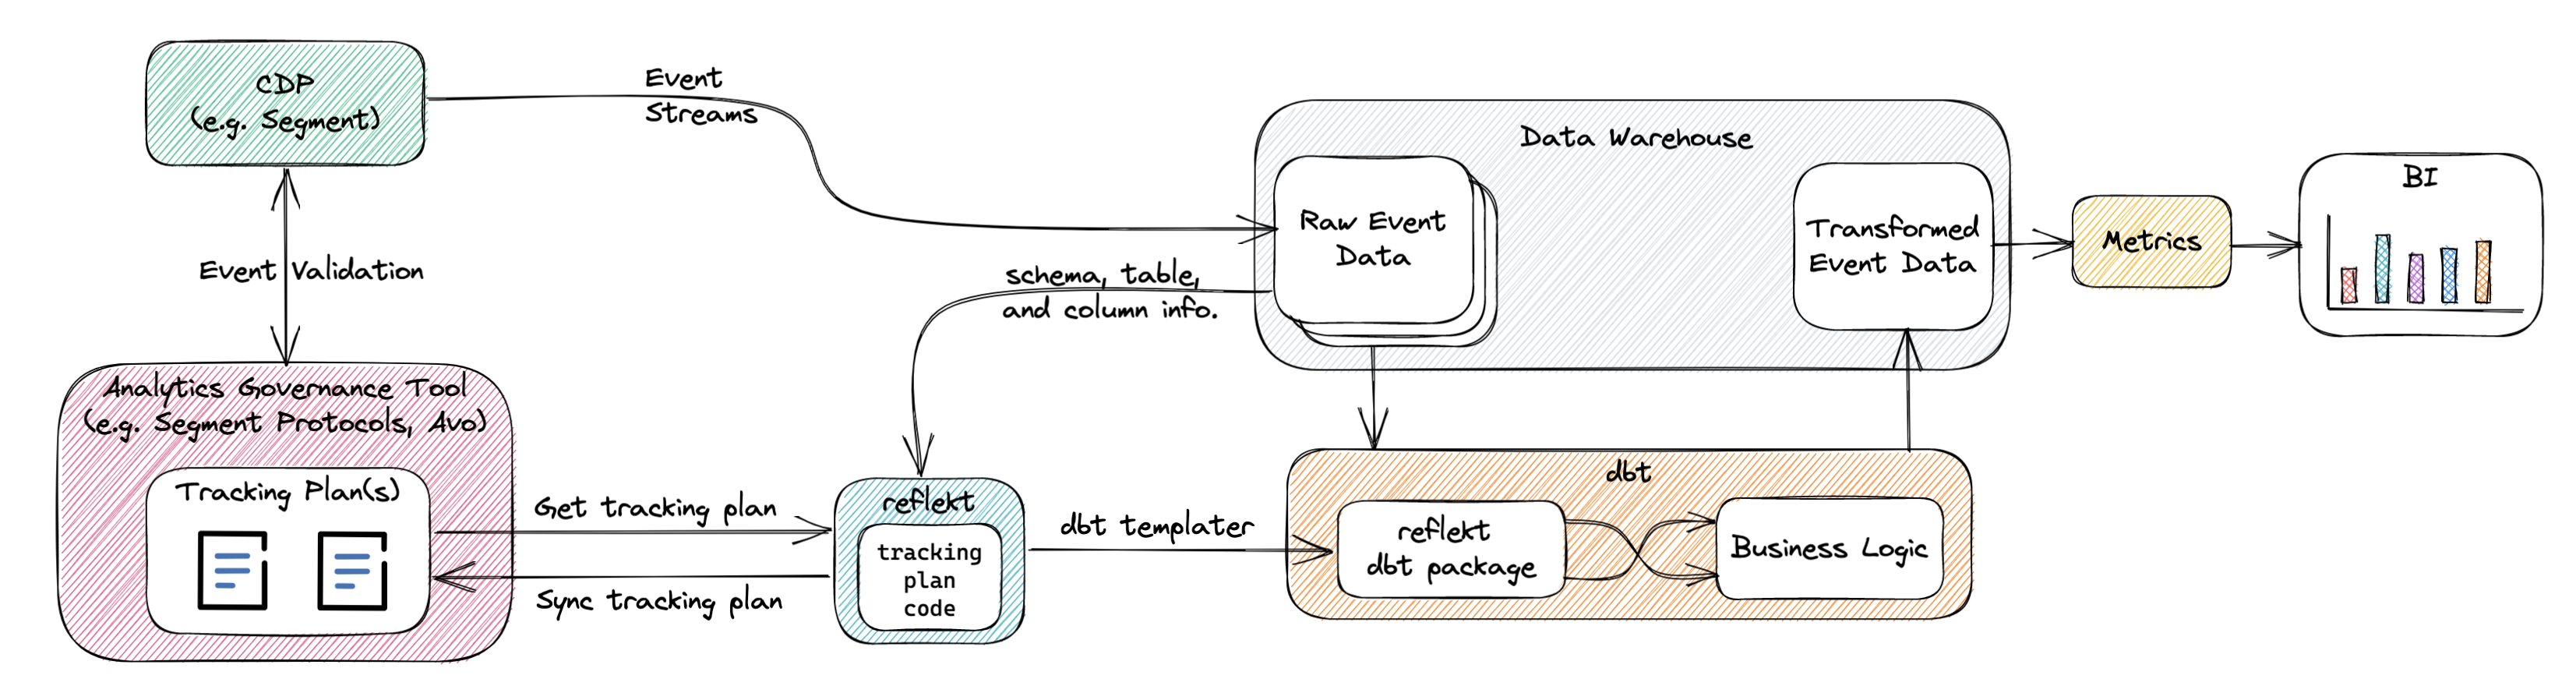 CDP
(e.g. Segment)
Event
Streams
Event Validation
Analytics Governance Tool
(e.g. Segment Protocols, Avo)
Tracking Plan(s)
Get tracking plan
Sync tracking plan
schema, table,
and column info.
reflekt
tracking
plan
code
dbt templater
Data Warehouse
Raw Event
Data
Transformed
Event Data
dbt
reflekt
dbt package
Business Logic
Metrics
BI